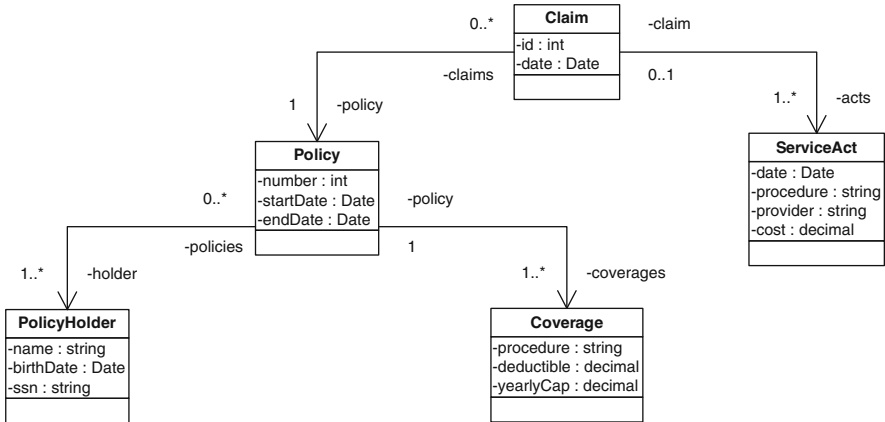 Claim
-id : int
-date : Date
0..*
-claims
-claim
0..1
1
-policy
1..*
-acts
Policy
-number : int
-startDate : Date
-endDate : Date
ServiceAct
-date : Date
-procedure : string
-provider : string
-cost : decimal
0..*
-policies
-policy
1
1..*
-holder
1..*
-coverages
PolicyHolder
-name : string
-birthDate : Date
-ssn : string
Coverage
-procedure : string
-deductible : decimal
-yearlyCap : decimal